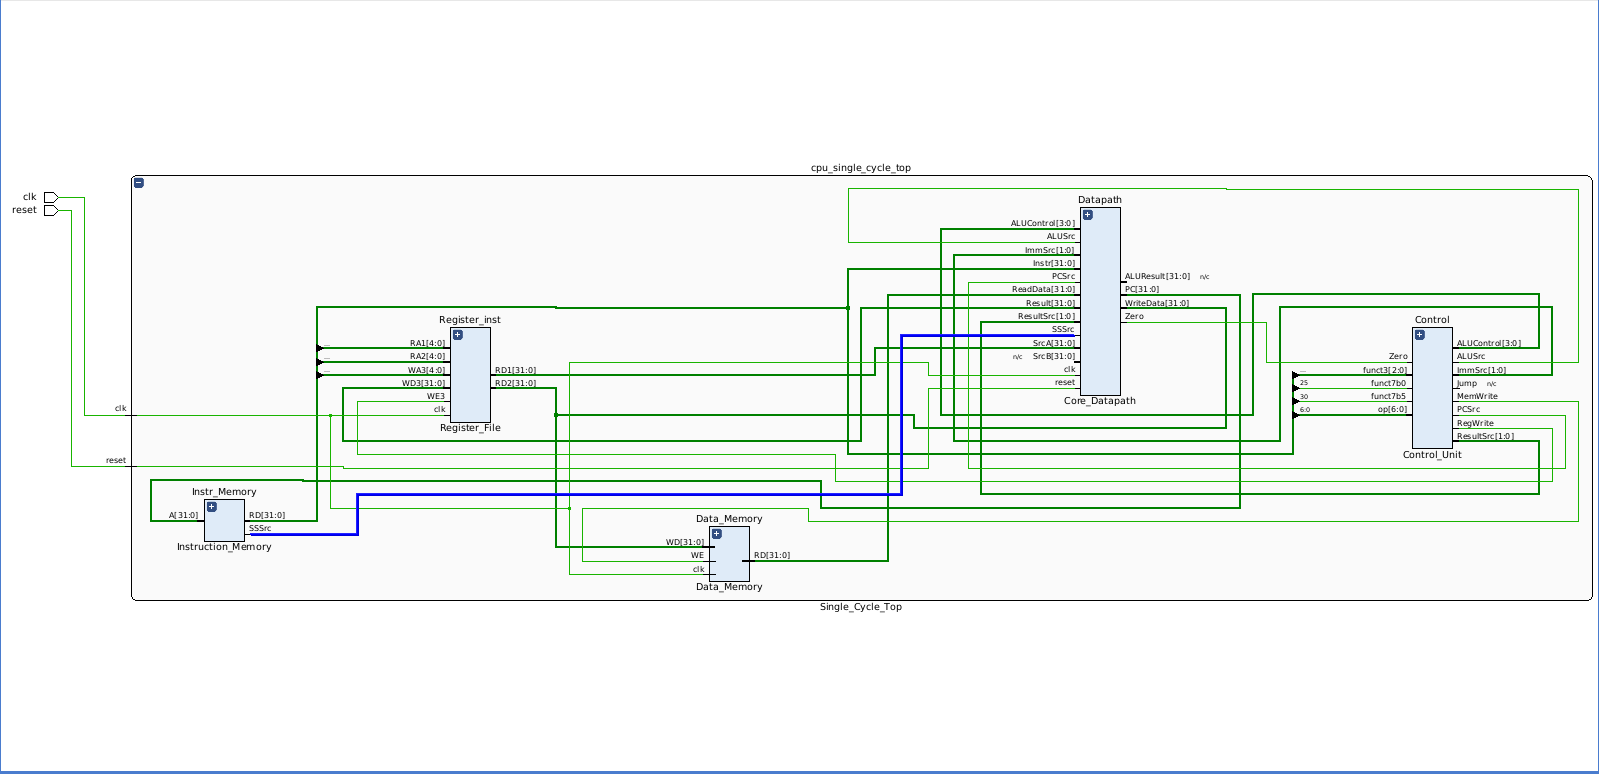 cpu_single_cycle_top
clk
reset
clk
reset
Datapath
ALUControl[3:0]
ALUSrc
ImmSrc[1:0]
Instr[31:0]
PCSrc
ReadData[31:0]
Result[31:0]
ResultSrc[1:0]
SSSrc
SrcA[31:0]
n/c SrcB[31:0]
clk
reset
ALUResult[31:0] n/c
PC[31:0]
WriteData[31:0]
Zero
Core_Datapath
Register_inst
...
RA1[4:0]
...
RA2[4:0]
...
WA3[4:0]
WD3[31:0]
WE3
clk
RD1[31:0]
RD2[31:0]
Register_File
Control
Zero
...
funct3[2:0]
25
funct7b0
30
funct7b5
6:0
op[6:0]
ALUControl[3:0]
ALUSrc
ImmSrc[1:0]
Jump n/c
MemWrite
PCSrc
RegWrite
ResultSrc[1:0]
Control_Unit
Instr_Memory
A[31:0]
RD[31:0]
SSSrc
Instruction_Memory
Data_Memory
WD[31:0]
WE
clk
RD[31:0]
Data_Memory
Single_Cycle_Top